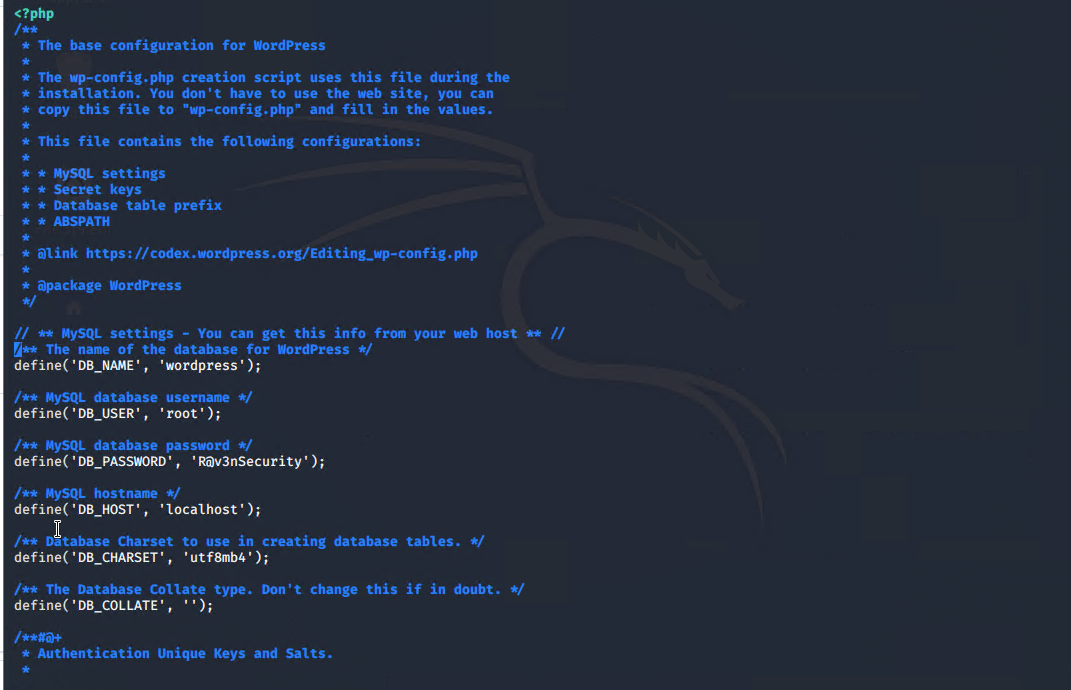 <?php
/**
 * The base configuration for WordPress
 *
 * The wp-config.php creation script uses this file during the
 * installation. You don't have to use the web site, you can
 * copy this file to "wp-config.php" and fill in the values.
 *
 * This file contains the following configurations:
 *
 * * MySQL settings
 * * Secret keys
 * * Database table prefix
 * * ABSPATH
 *
 * @link https://codex.wordpress.org/Editing_wp-config.php
 *
 * @package WordPress
 */

// ** MySQL settings - You can get this info from your web host ** //
/** The name of the database for WordPress */
define('DB_NAME', 'wordpress');

/** MySQL database username */
define('DB_USER', 'root');

/** MySQL database password */
define('DB_PASSWORD', 'R@v3nSecurity');

/** MySQL hostname */
define('DB_HOST', 'localhost');

/** Database Charset to use in creating database tables. */
define('DB_CHARSET', 'utf8mb4');

/** The Database Collate type. Don't change this if in doubt. */
define('DB_COLLATE', '');

/**#@+
 * Authentication Unique Keys and Salts.
 *